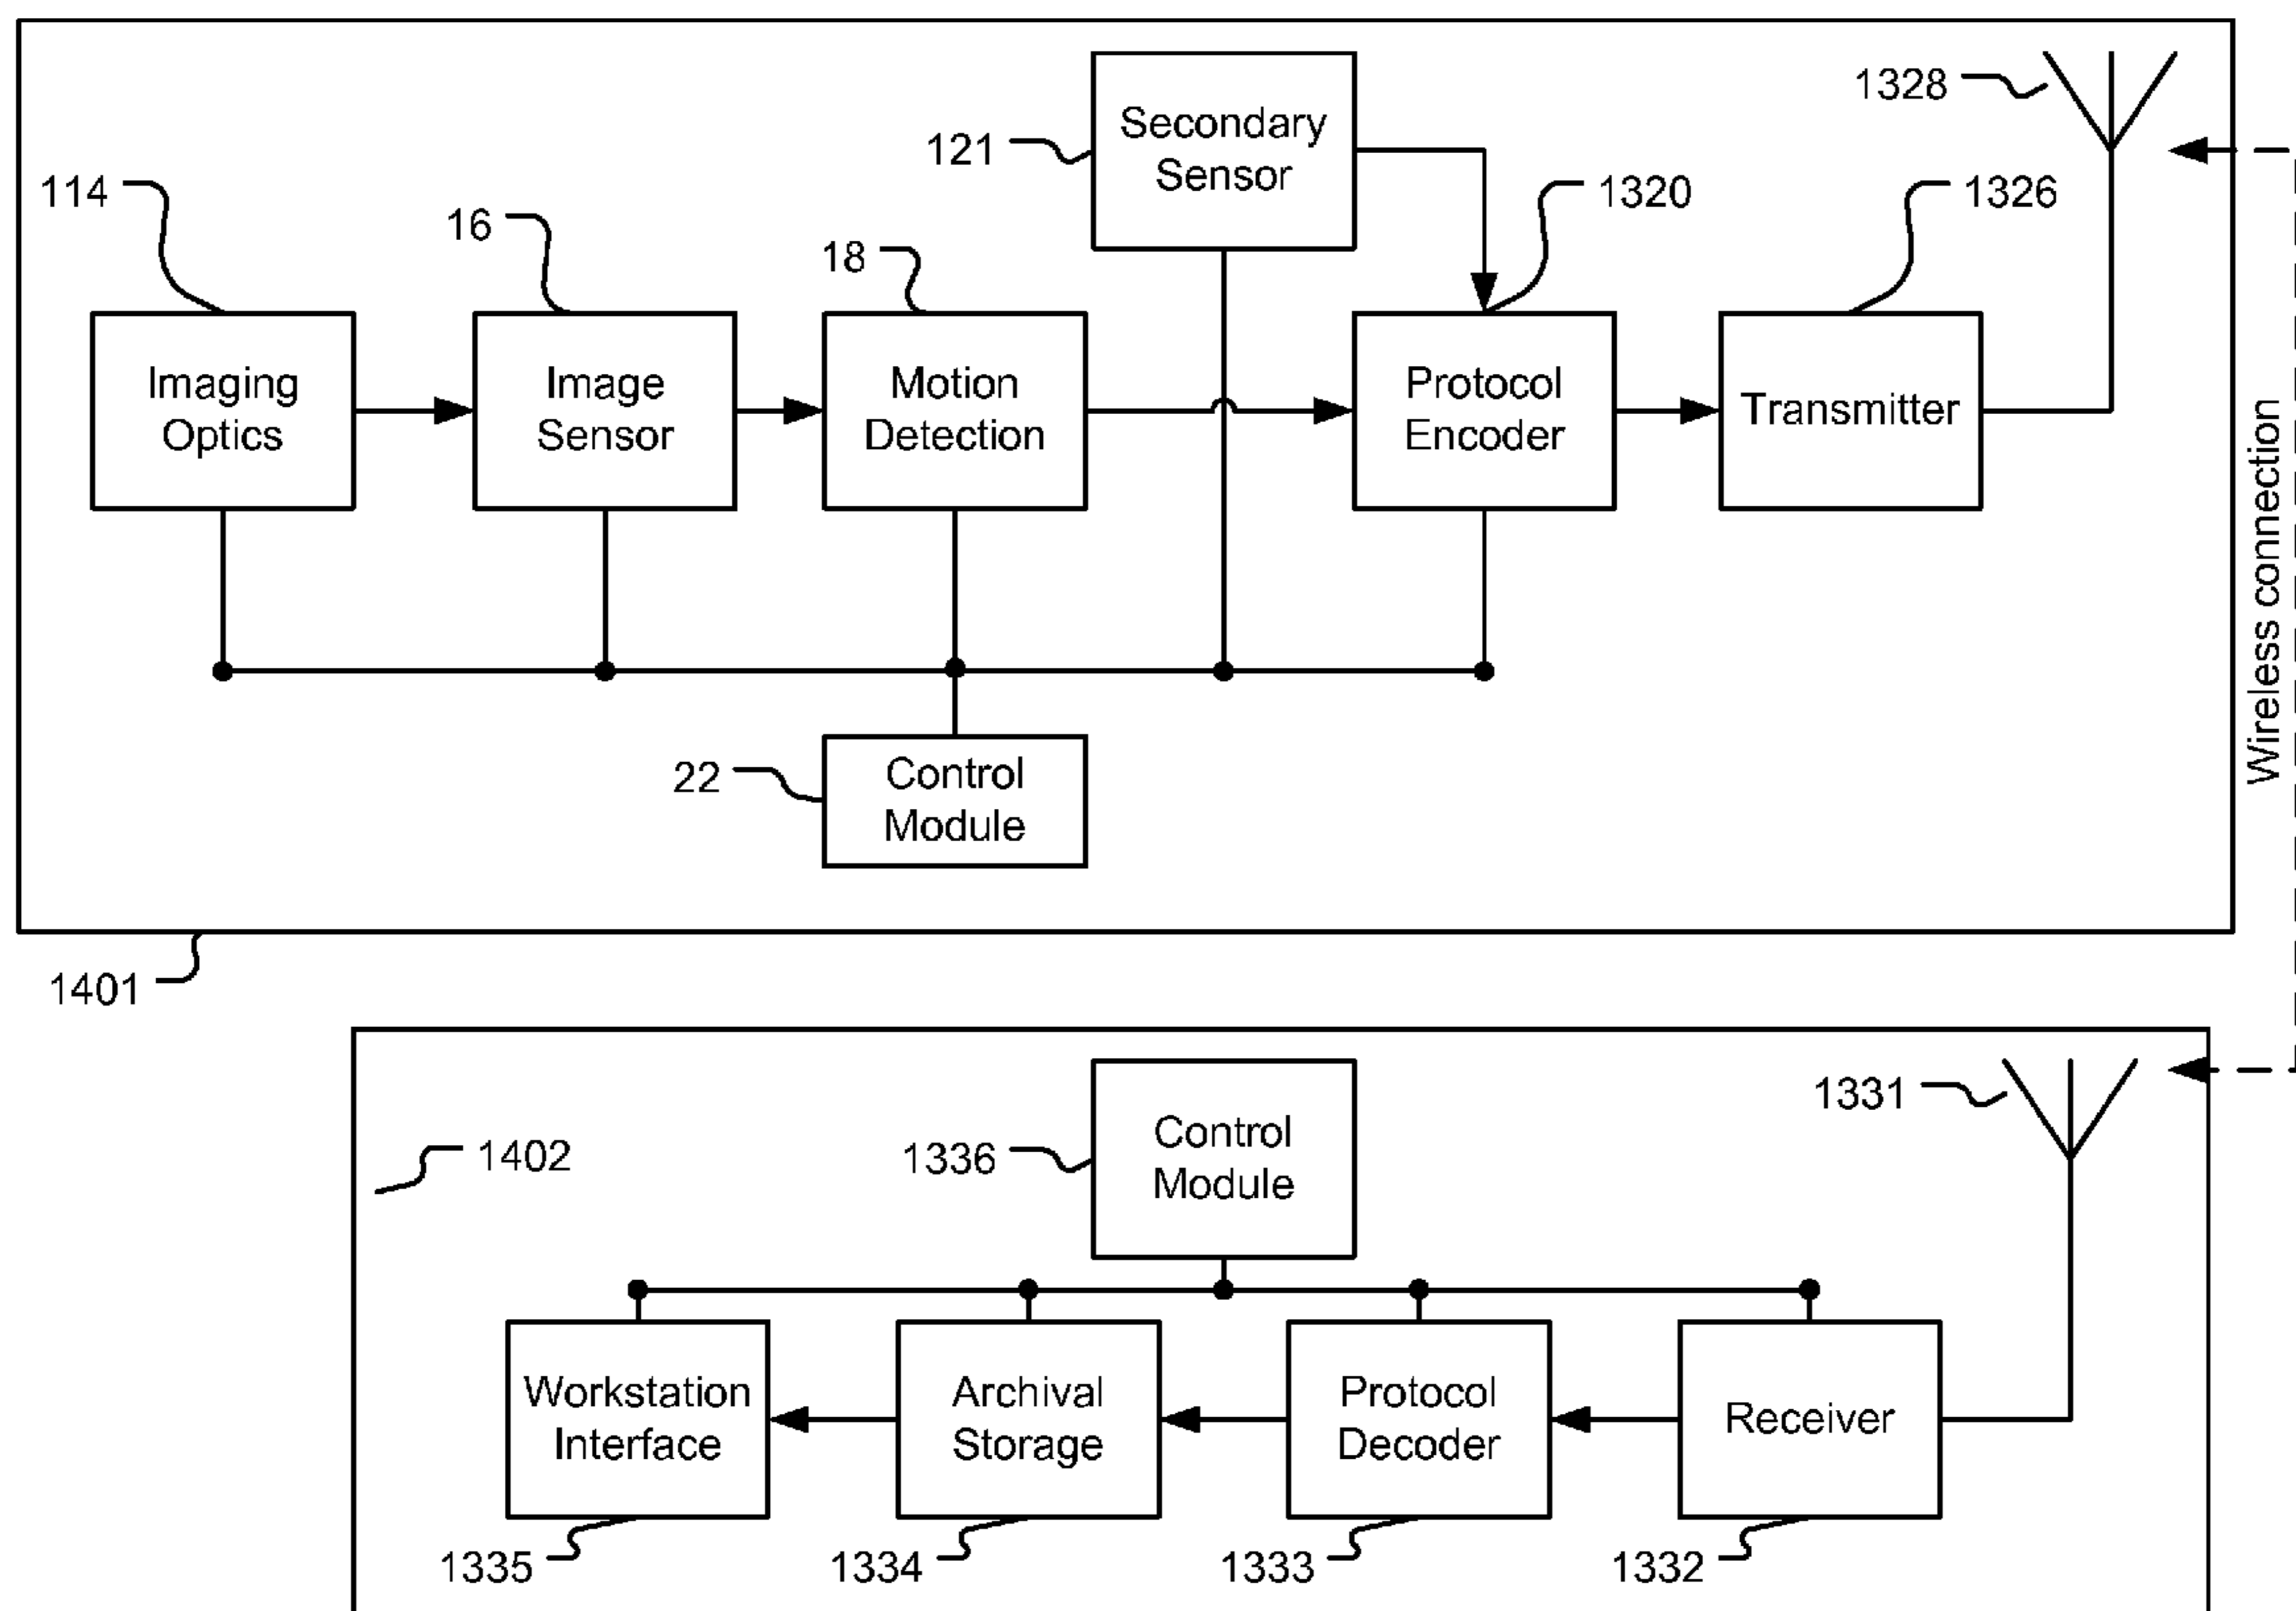 1328
Secondary
Sensor
121
114
1320
1326
16
18
Imaging
Optics
Image
Sensor
Motion
Detection
Protocol
Encoder
Transmitter
Wireless connection
22
Control
Module
1401
1331
Control
Module
1402
1336
Workstation
Interface
Archival
Storage
Protocol
Decoder
Receiver
1335
1334
1333
1332